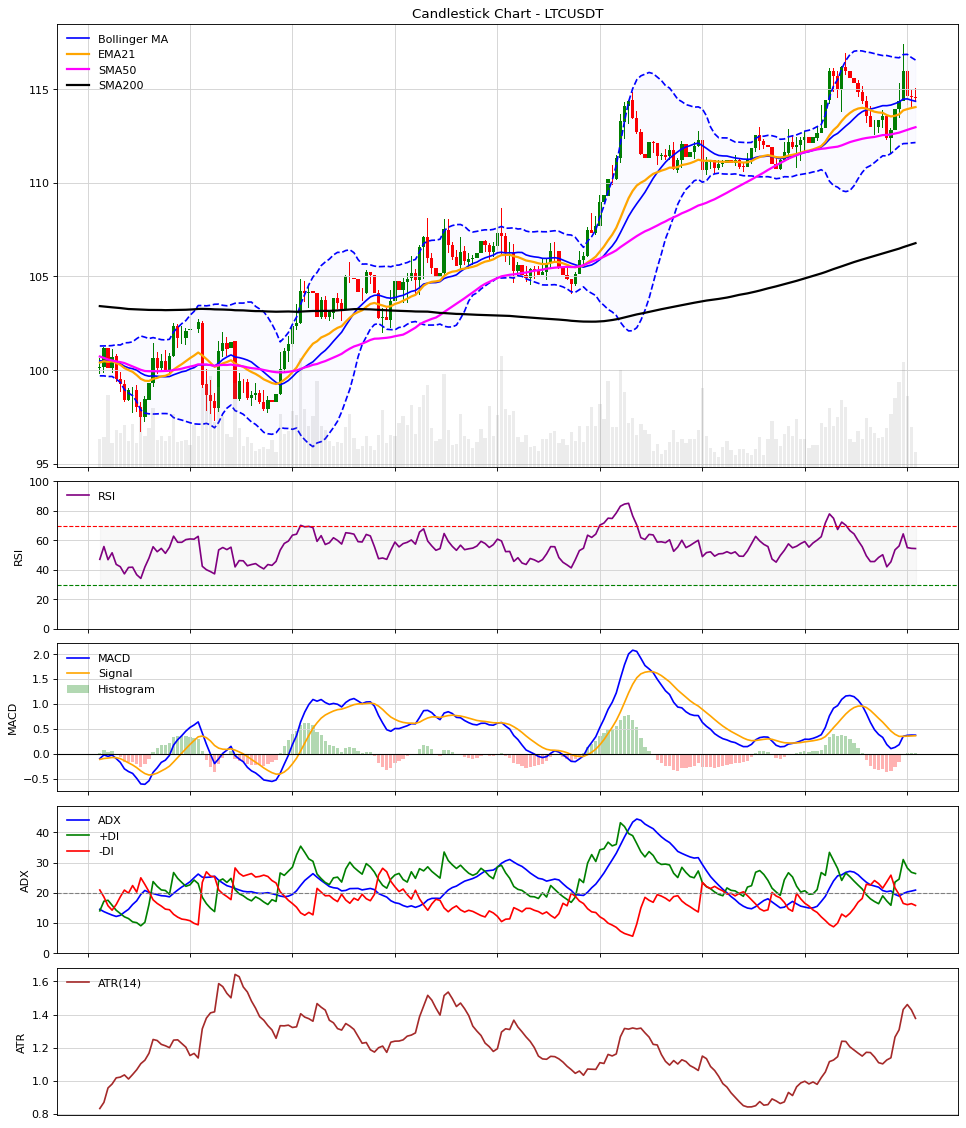 Candlestick Chart - LTCUSDT
Bollinger MA
EMA21
SMA50
SMA200
115
110
105
100
95
RSI
100
80
60
40
20
0
RSI
MACD
Signal
Histogram
2.0
1.5
1.0
0.5
0.0
−0.5
MACD
ADX
+DI
-DI
40
30
20
10
0
ADX
ATR(14)
1.6
1.4
1.2
1.0
0.8
ATR